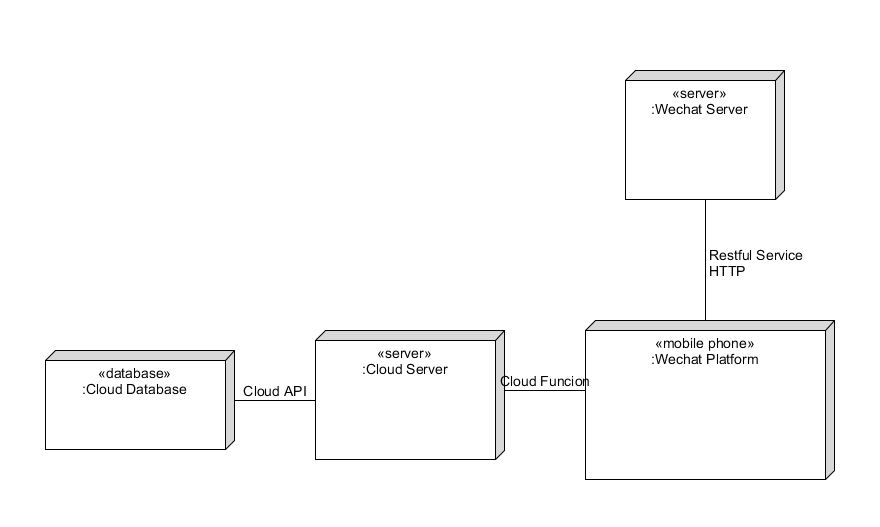 «server»
:Wechat Server
Restful Service
HTTP
«mobile phone»
:Wechat Platform
«server»
:Cloud Server
Cloud Funcion
«database»
:Cloud Database
Cloud API